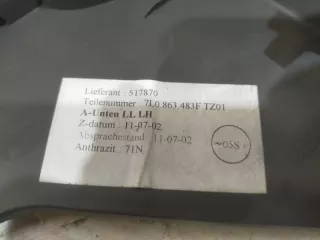 Lieferant : 517870
Teilenummer : 7L0.863.483F TZ01
A-Unten LL LH
Z-datum : 11-07-02
Absprachestand : 11-07-02
Anthrazit : 71N